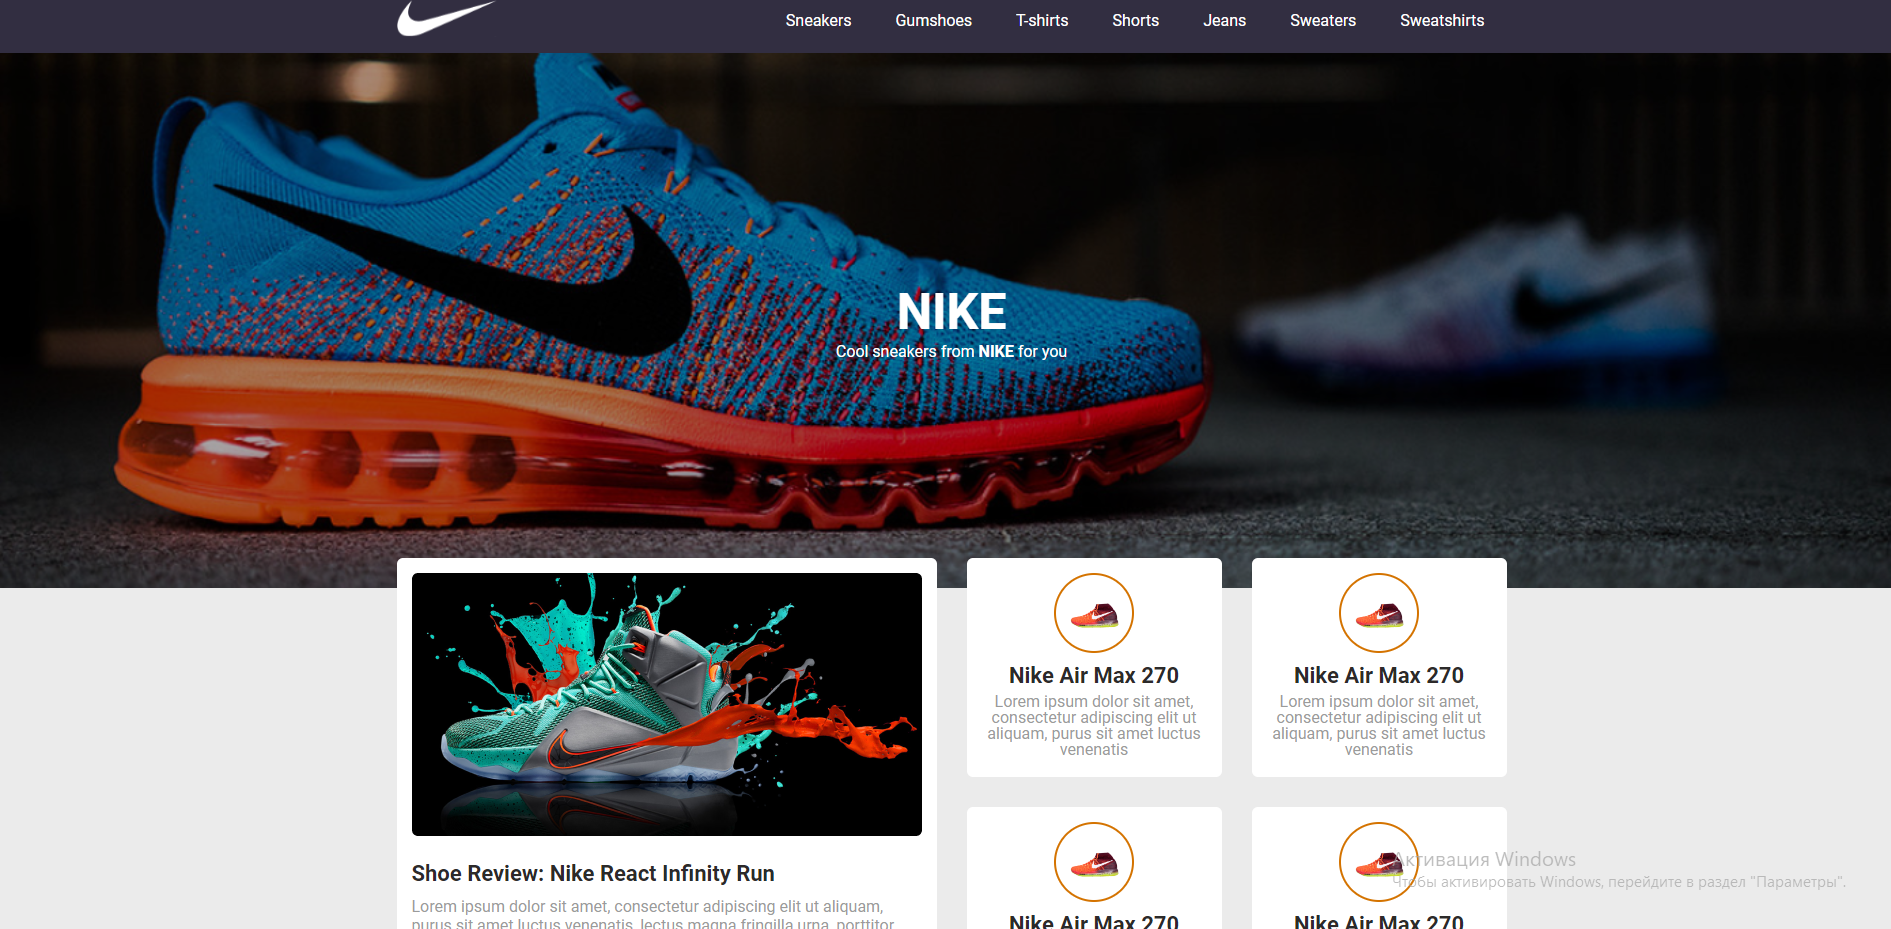 Sneakers Gumshoes T-shirts Shorts Jeans Sweaters Sweatshirts
NIKE
Cool sneakers from NIKE for you
Shoe Review: Nike React Infinity Run
Lorem ipsum dolor sit amet, consectetur adipiscing elit ut aliquam,
purus sit amet luctus venenatis, lectus magna fringilla urna, porttitor
Nike Air Max 270
Lorem ipsum dolor sit amet,
consectetur adipiscing elit ut
aliquam, purus sit amet luctus
venenatis
Nike Air Max 270
Lorem ipsum dolor sit amet,
consectetur adipiscing elit ut
aliquam, purus sit amet luctus
venenatis
Nike Air Max 270
Nike Air Max 270
Активация Windows
Чтобы активировать Windows, перейдите в раздел "Параметры".